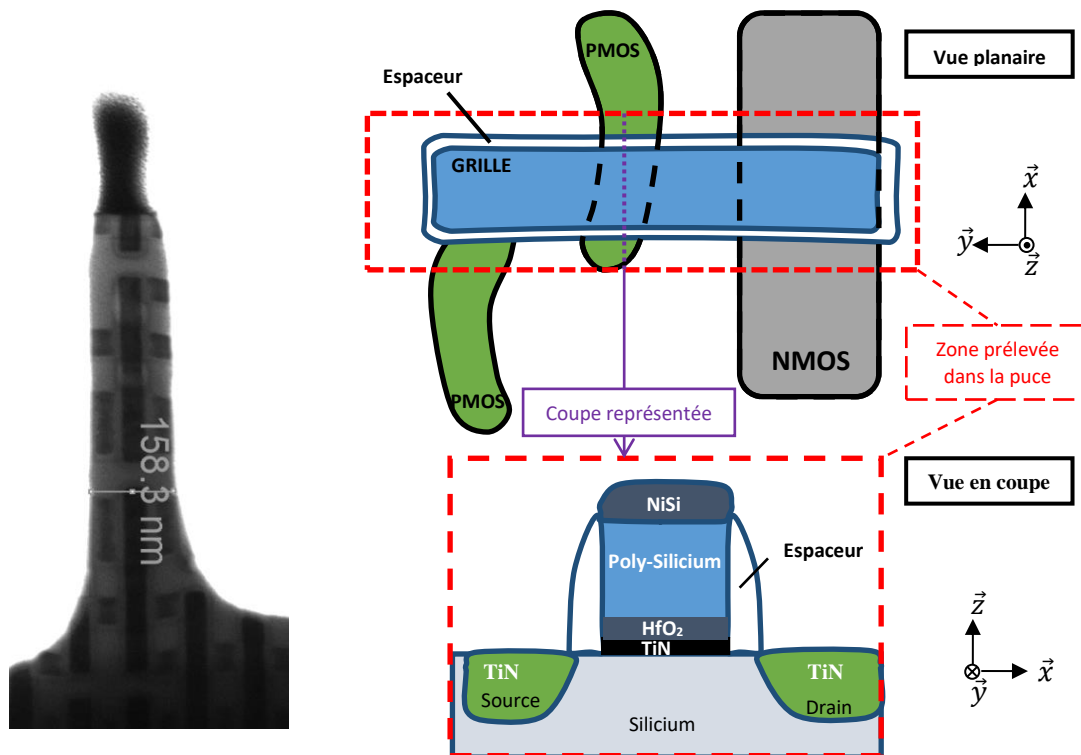 158.3 nm
PMOS
Vue planaire
Espaceur
GRILLE
x
y
z
NMOS
PMOS
Zone prélevée
dans la puce
Coupe représentée
Vue en coupe
NiSi
Poly-Silicium
Espaceur
HfO₂
TiN
TiN
Source
TiN
Drain
Silicium
z
x
y